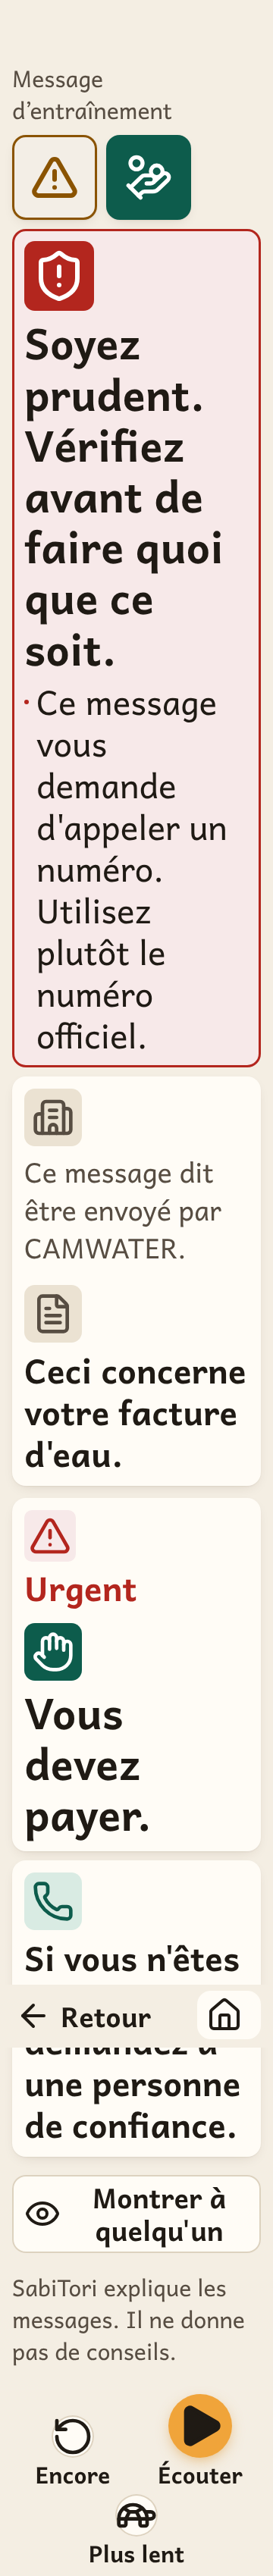 Message
d’entraînement
Soyez
prudent.
Vérifiez
avant de
faire quoi
que ce
soit.
· Ce message
vous
demande
d'appeler un
numéro.
Utilisez
plutôt le
numéro
officiel.
Ce message dit
être envoyé par
CAMWATER.
Ceci concerne
votre facture
d'eau.
Urgent
Vous
devez
payer.
Si vous n'êtes
Retour
demandez à
une personne
de confiance.
Montrer à
quelqu'un
SabiTori explique les
messages. Il ne donne
pas de conseils.
Encore
Écouter
Plus lent